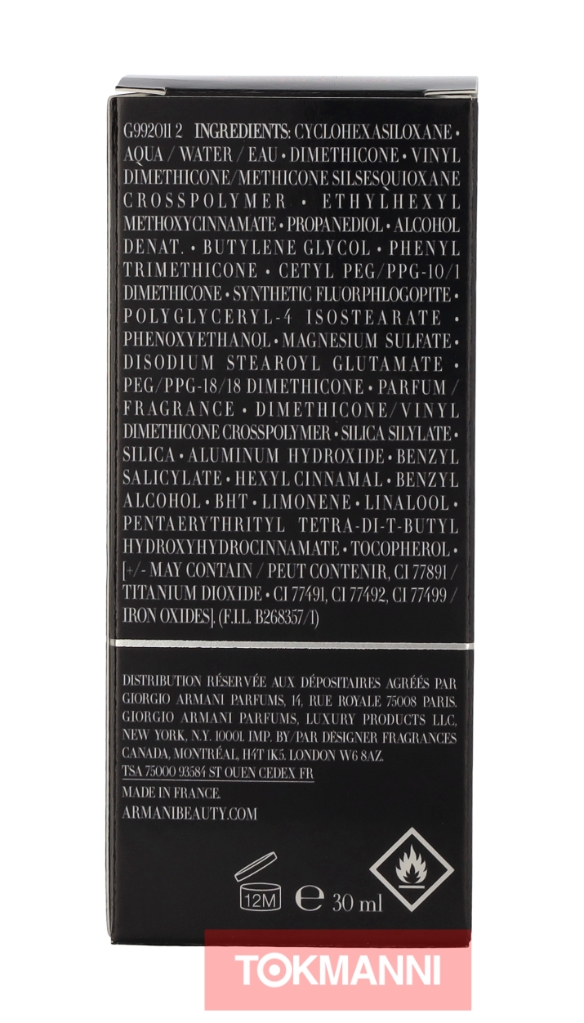 G992011 2 INGREDIENTS: CYCLOHEXASILOXANE •
AQUA / WATER / EAU • DIMETHICONE • VINYL
DIMETHICONE/METHICONE SILSESQUIOXANE
CROSSPOLYMER • ETHYLHEXYL
METHOXYCINNAMATE • PROPANEDIOL • ALCOHOL
DENAT. • BUTYLENE GLYCOL • PHENYL
TRIMETHICONE • CETYL PEG/PPG-10/1
DIMETHICONE • SYNTHETIC FLUORPHLOGOPITE •
POLYGLYCERYL-4 ISOSTEARATE •
PHENOXYETHANOL • MAGNESIUM SULFATE •
DISODIUM STEAROYL GLUTAMATE •
PEG/PPG-18/18 DIMETHICONE • PARFUM /
FRAGRANCE • DIMETHICONE/VINYL
DIMETHICONE CROSSPOLYMER • SILICA SILYLATE •
SILICA • ALUMINUM HYDROXIDE • BENZYL
SALICYLATE • HEXYL CINNAMAL • BENZYL
ALCOHOL • BHT • LIMONENE • LINALOOL •
PENTAERYTHRITYL TETRA-DI-T-BUTYL
HYDROXYHYDROCINNAMATE • TOCOPHEROL •
[+/- MAY CONTAIN / PEUT CONTENIR, CI 77891 /
TITANIUM DIOXIDE • CI 77491, CI 77492, CI 77499 /
IRON OXIDES]. (F.I.L. B268357/1)
DISTRIBUTION RÉSERVÉE AUX DÉPOSITAIRES AGRÉÉS PAR
GIORGIO ARMANI PARFUMS, 14, RUE ROYALE 75008 PARIS.
GIORGIO ARMANI PARFUMS, LUXURY PRODUCTS LLC,
NEW YORK, N.Y. 10001. IMP. BY/PAR DESIGNER FRAGRANCES
CANADA, MONTRÉAL, H4T 1K5. LONDON W6 8AZ.
TSA 75000 93584 ST OUEN CEDEX FR
MADE IN FRANCE.
ARMANIBEAUTY.COM
12M e 30 ml
TOKMANNI